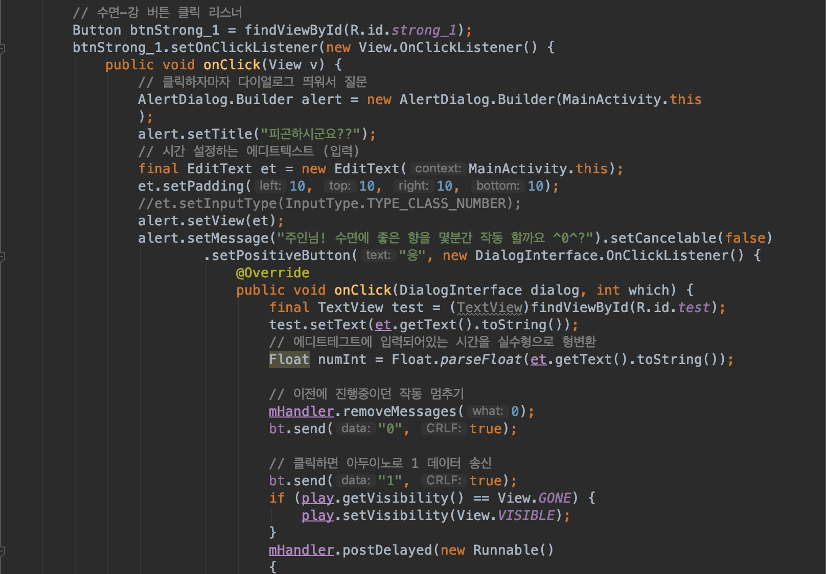 // 수면-강 버튼 클릭 리스너
Button btnStrong_1 = findViewById(R.id.strong_1);
btnStrong_1.setOnClickListener(new View.OnClickListener() {
public void onClick(View v) {
// 클릭하자마자 다이얼로그 띄워서 질문
AlertDialog.Builder alert = new AlertDialog.Builder(MainActivity.this
);
alert.setTitle("피곤하시군요??");
// 시간 설정하는 에디트텍스트 (입력)
final EditText et = new EditText( context: MainActivity.this);
et.setPadding( left: 10, top: 10, right: 10, bottom: 10);
//et.setInputType(InputType.TYPE_CLASS_NUMBER);
alert.setView(et);
alert.setMessage("주인님! 수면에 좋은 향을 몇분간 작동 할까요 ^0^?").setCancelable(false)
.setPositiveButton( text: "응", new DialogInterface.OnClickListener() {
@Override
public void onClick(DialogInterface dialog, int which) {
final TextView test = (TextView)findViewById(R.id.test);
test.setText(et.getText().toString());
// 에디트테그트에 입력되어있는 시간을 실수형으로 형변환
Float numInt = Float.parseFloat(et.getText().toString());
// 이전에 진행중이던 작동 멈추기
mHandler.removeMessages( what: 0);
bt.send( data: "0", CRLF: true);
// 클릭하면 아두이노로 1 데이터 송신
bt.send( data: "1", CRLF: true);
if (play.getVisibility() == View.GONE) {
play.setVisibility(View.VISIBLE);
}
mHandler.postDelayed(new Runnable()
{